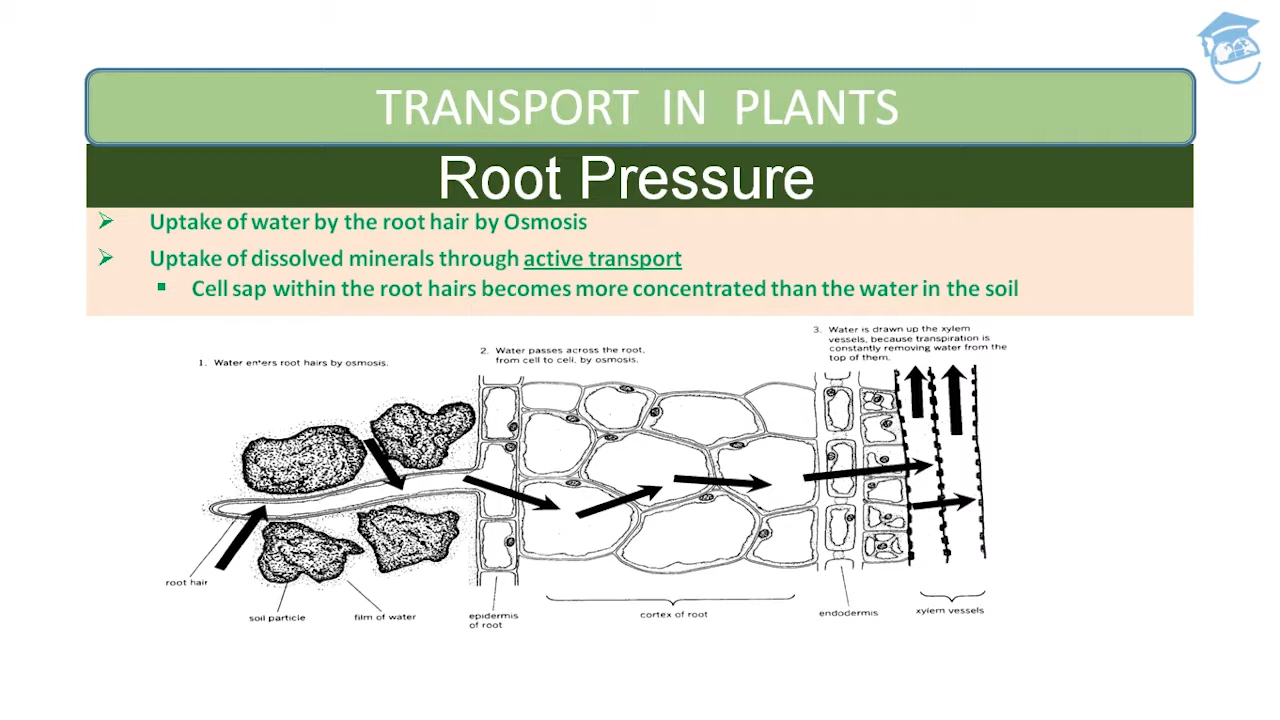 TRANSPORT IN PLANTS
Root Pressure
Uptake of water by the root hair by Osmosis
Uptake of dissolved minerals through active transport
Cell sap within the root hairs becomes more concentrated than the water in the soil
1. Water enters root hairs by osmosis.
2. Water passes across the root,
from cell to cell, by osmosis.
3. Water is drawn up the xylem
vessels, because transpiration is
constantly removing water from the
top of them.
root hair
soil particle
film of water
epidermis
of root
cortex of root
endodermis
xylem vessels